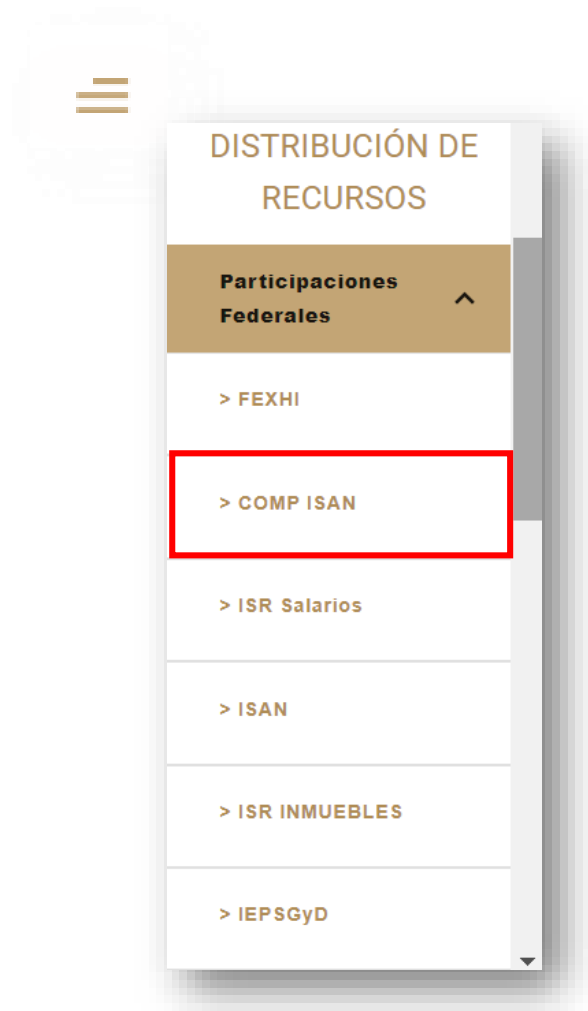 DISTRIBUCIÓN DE
RECURSOS
Participaciones
Federales
> FEXHI
> COMP ISAN
> ISR Salarios
> ISAN
> ISR INMUEBLES
> IEPSGyD